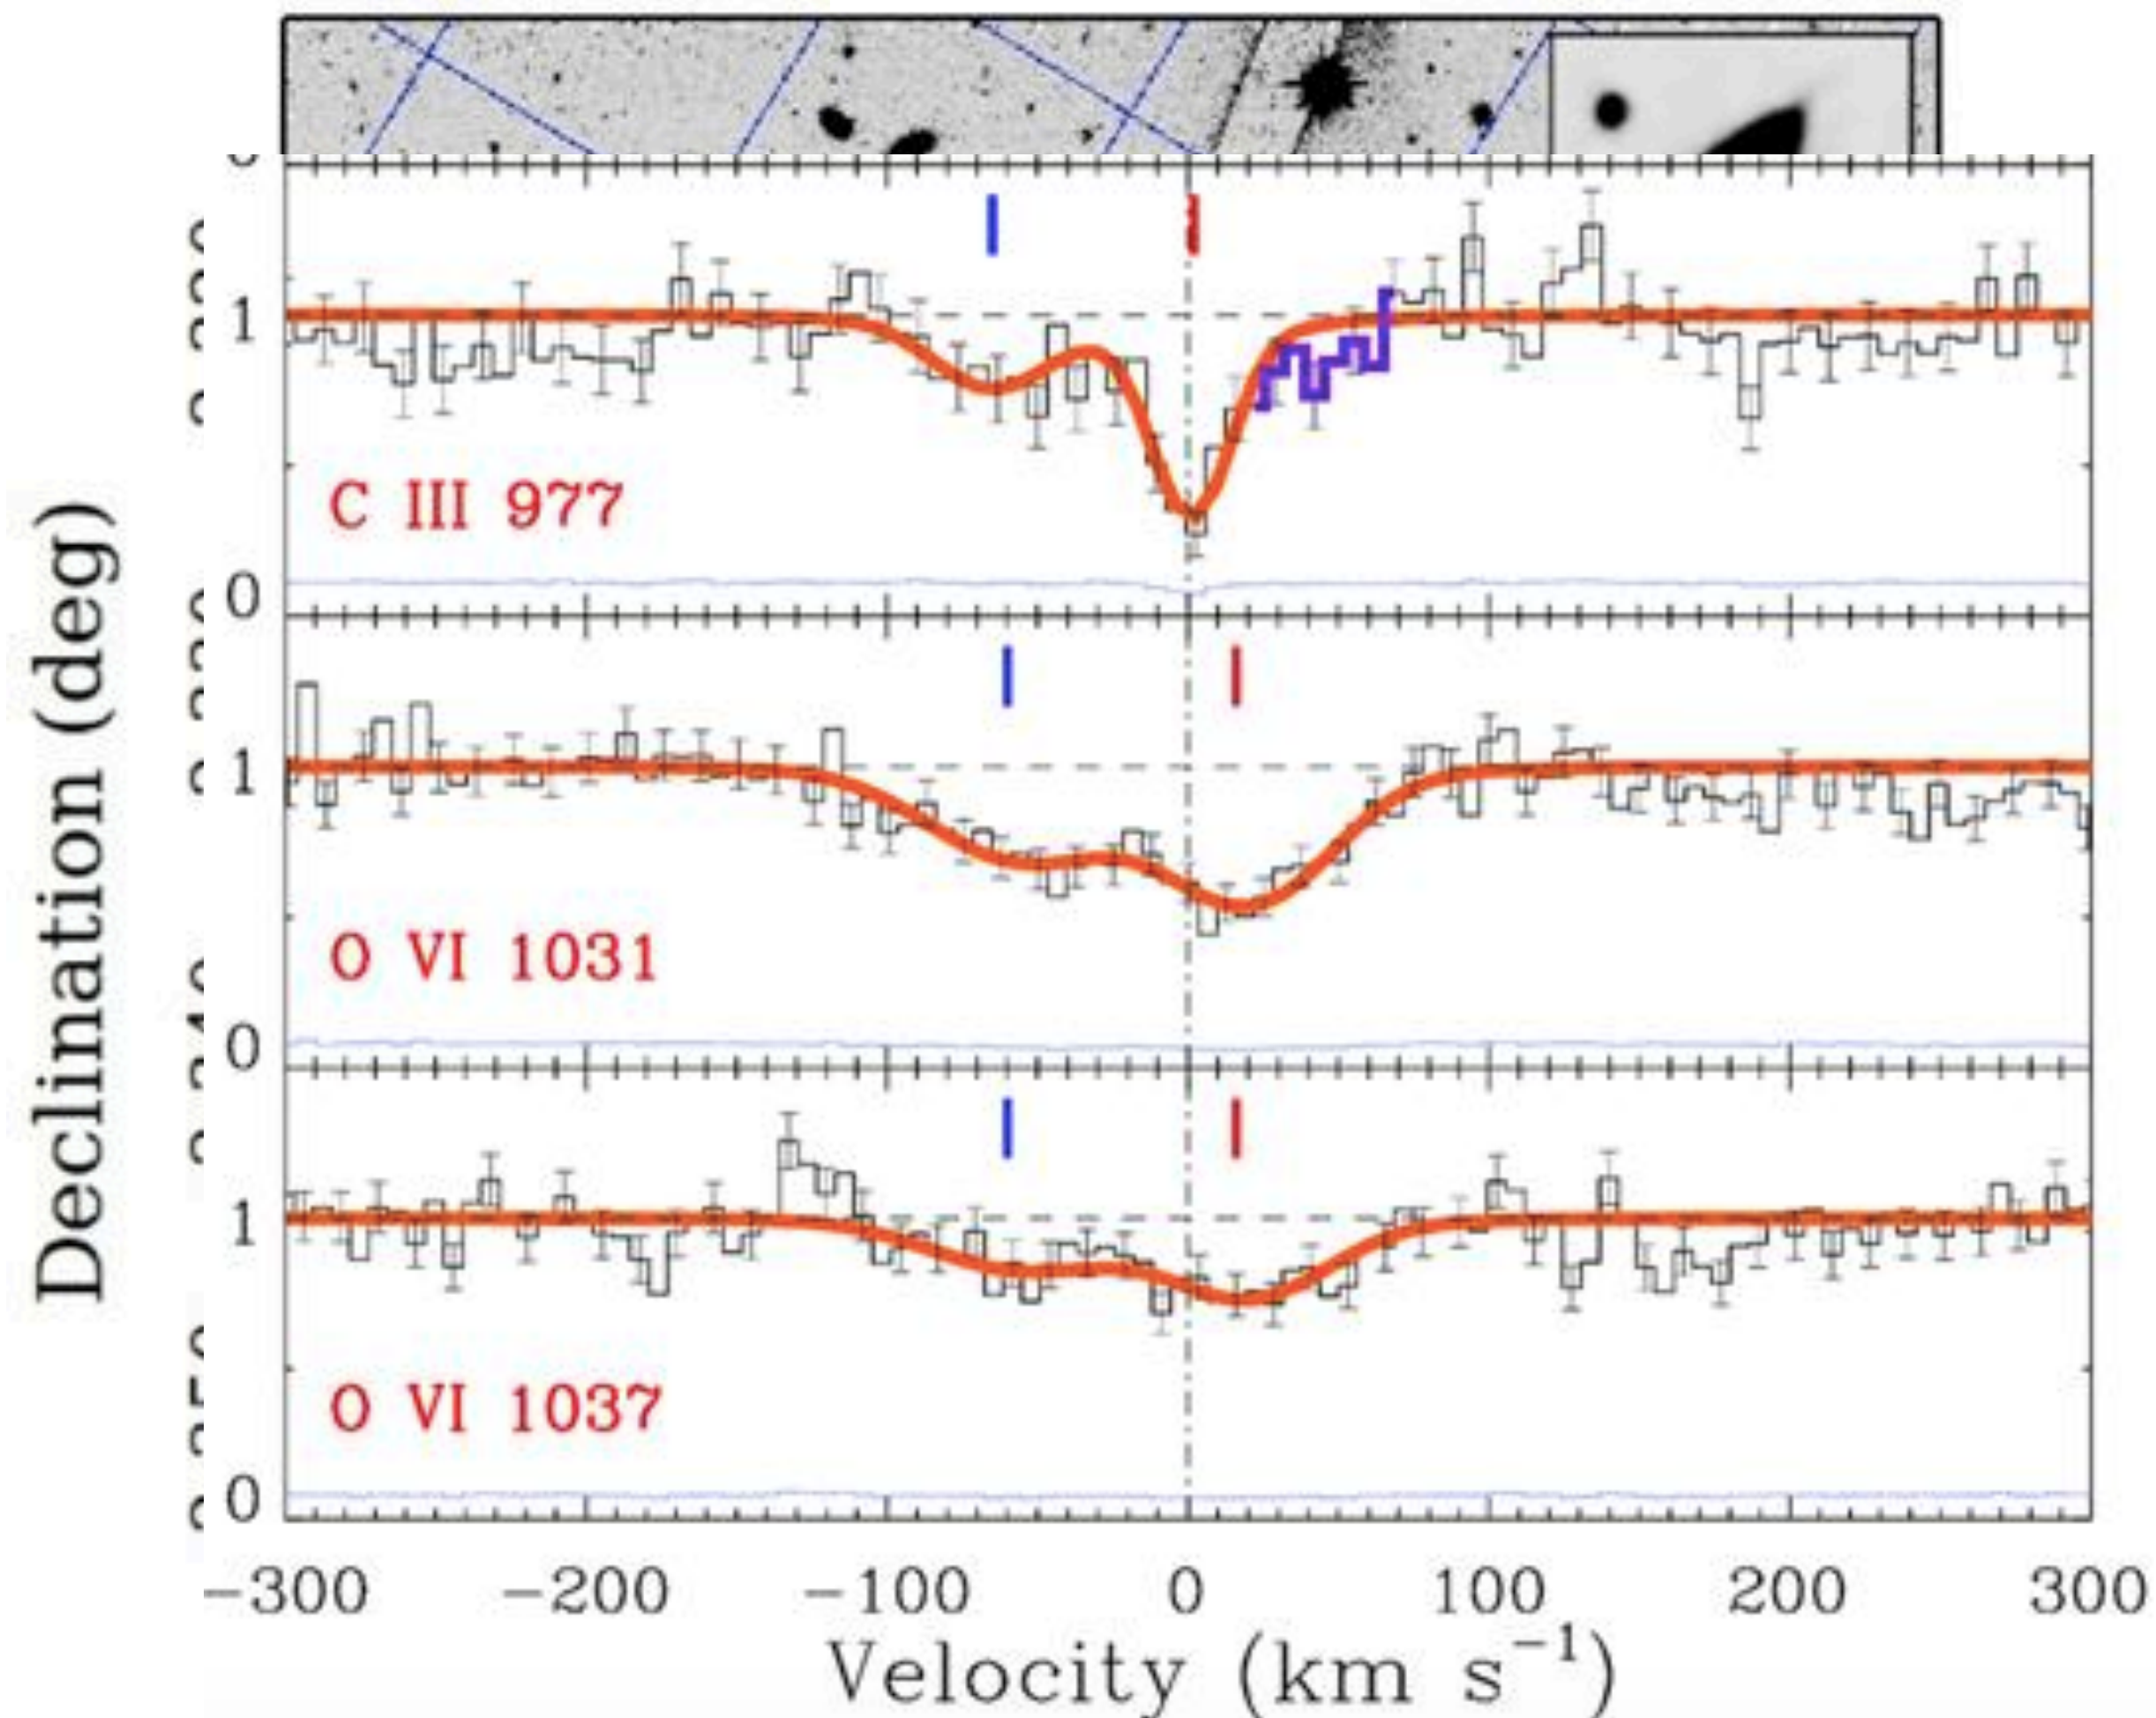 Declination (deg)
1
C III 977
0
1
O VI 1031
0
1
O VI 1037
0
−300 −200 −100 0 100 200 300
Velocity (km s⁻¹)